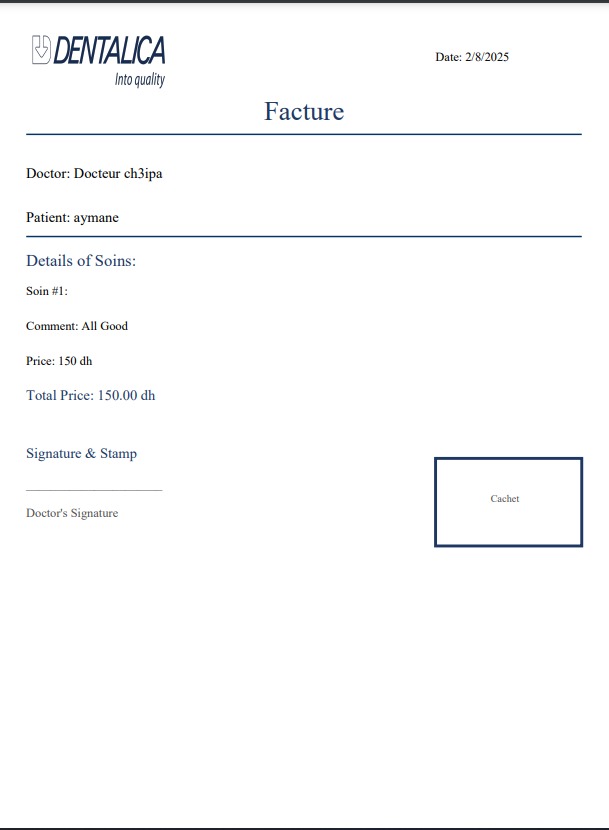 DENTALICA
Into quality
Date: 2/8/2025
Facture
Doctor: Docteur ch3ipa
Patient: aymane
Details of Soins:
Soin #1:
Comment: All Good
Price: 150 dh
Total Price: 150.00 dh
Signature & Stamp
Doctor's Signature
Cachet